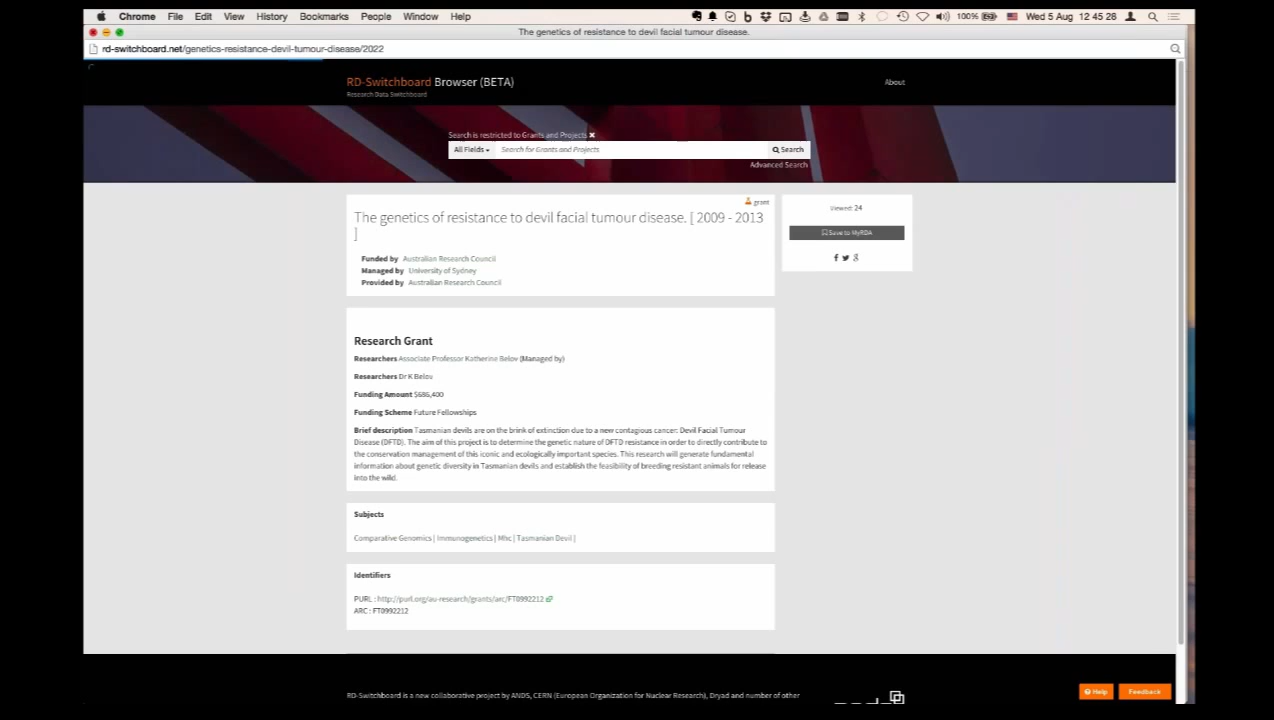 Chrome File Edit View History Bookmarks People Window Help 100% Wed 5 Aug 12 45 28
The genetics of resistance to devil facial tumour disease.
rd-switchboard.net/genetics-resistance-devil-tumour-disease/2022
RD-Switchboard Browser (BETA) About
Research Data Switchboard
Search is restricted to Grants and Projects ✖
All Fields Search for Grants and Projects Search
Advanced Search
grant
The genetics of resistance to devil facial tumour disease. [ 2009 - 2013
]
Funded by Australian Research Council
Managed by University of Sydney
Provided by Australian Research Council
Viewed: 24
Save to MyRDA
Research Grant
Researchers Associate Professor Katherine Belov (Managed by)
Researchers Dr K Belov
Funding Amount $686,400
Funding Scheme Future Fellowships
Brief description Tasmanian devils are on the brink of extinction due to a new contagious cancer; Devil Facial Tumour
Disease (DFTD). The aim of this project is to determine the genetic nature of DFTD resistance in order to directly contribute to
the conservation management of this iconic and ecologically important species. This research will generate fundamental
information about genetic diversity in Tasmanian devils and establish the feasibility of breeding resistant animals for release
into the wild.
Subjects
Comparative Genomics | Immunogenetics | Mhc | Tasmanian Devil |
Identifiers
PURL : http://purl.org/au-research/grants/arc/FT0992212
ARC : FT0992212
RD-Switchboard is a new collaborative project by ANDS, CERN (European Organization for Nuclear Research), Dryad and number of other
Help Feedback